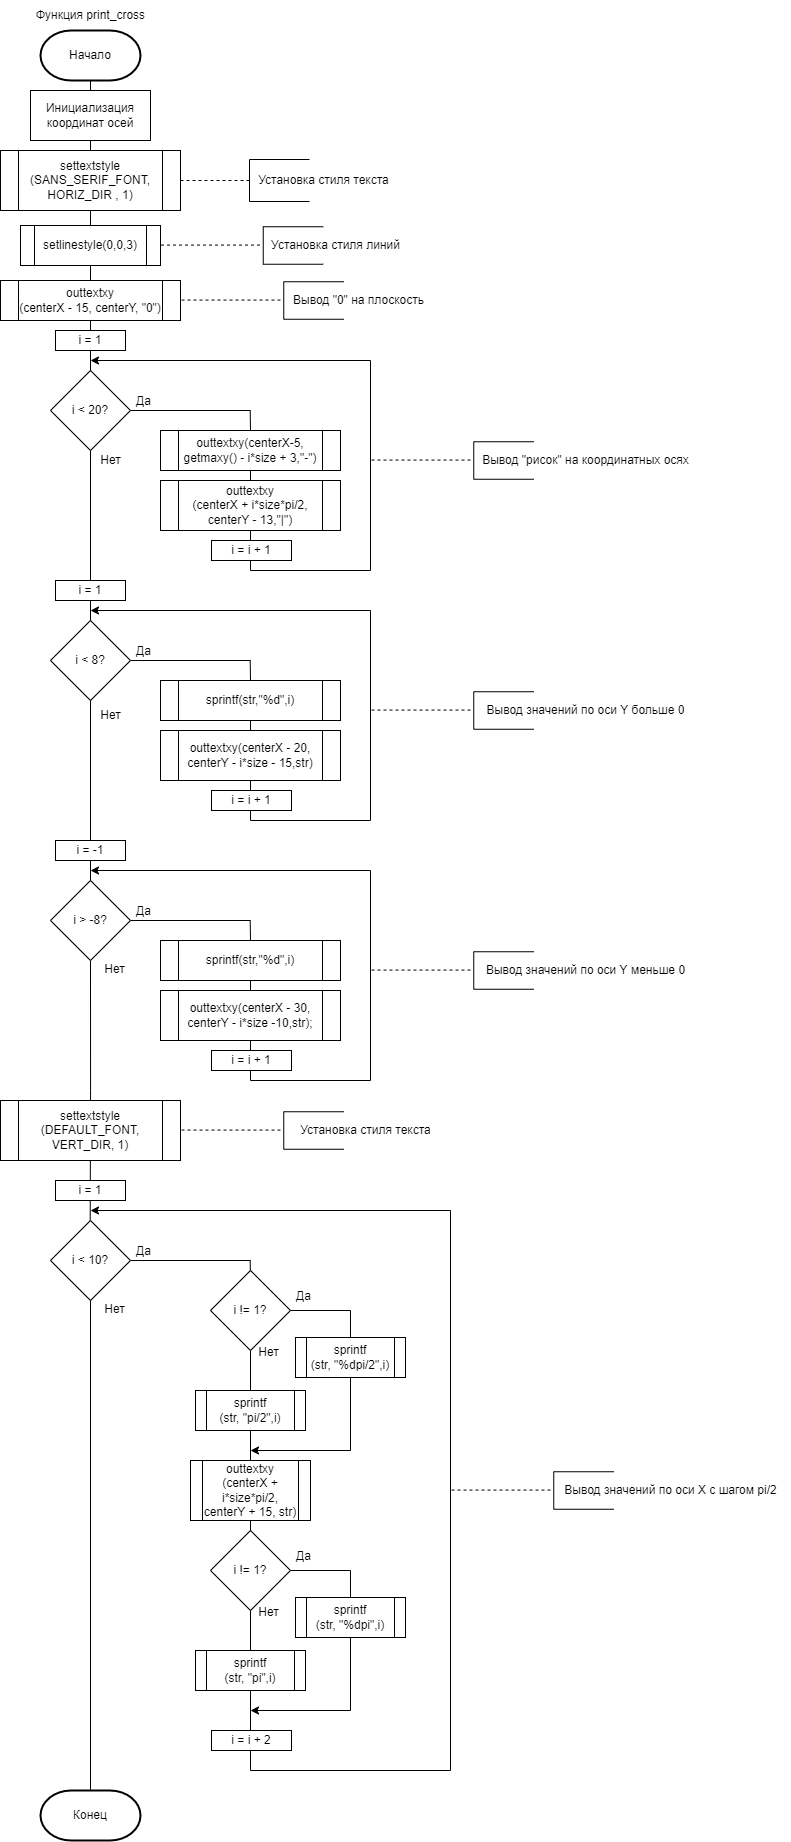 Функция print_cross
Начало
Инициализация
координат осей
settextstyle
(SANS_SERIF_FONT,
HORIZ_DIR , 1)
Установка стиля текста
setlinestyle(0,0,3)
Установка стиля линий
outtextxy
(centerX - 15, centerY, "0")
Вывод "0" на плоскость
i = 1
i < 20?
Да
Нет
outtextxy(centerX-5,
getmaxy() - i*size + 3,"-")
Вывод "рисок" на координатных осях
outtextxy
(centerX + i*size*pi/2,
centerY - 13,"|")
i = i + 1
i = 1
i < 8?
Да
Нет
sprintf(str,"%d",i)
Вывод значений по оси Y больше 0
outtextxy(centerX - 20,
centerY - i*size - 15,str)
i = i + 1
i = -1
i > -8?
Да
Нет
sprintf(str,"%d",i)
Вывод значений по оси Y меньше 0
outtextxy(centerX - 30,
centerY - i*size -10,str);
i = i + 1
settextstyle
(DEFAULT_FONT,
VERT_DIR, 1)
Установка стиля текста
i = 1
i < 10?
Да
Нет
i != 1?
Да
Нет
sprintf
(str, "%dpi/2",i)
sprintf
(str, "pi/2",i)
outtextxy
(centerX +
i*size*pi/2,
centerY + 15, str)
Вывод значений по оси X с шагом pi/2
i != 1?
Да
Нет
sprintf
(str, "%dpi",i)
sprintf
(str, "pi",i)
i = i + 2
Конец